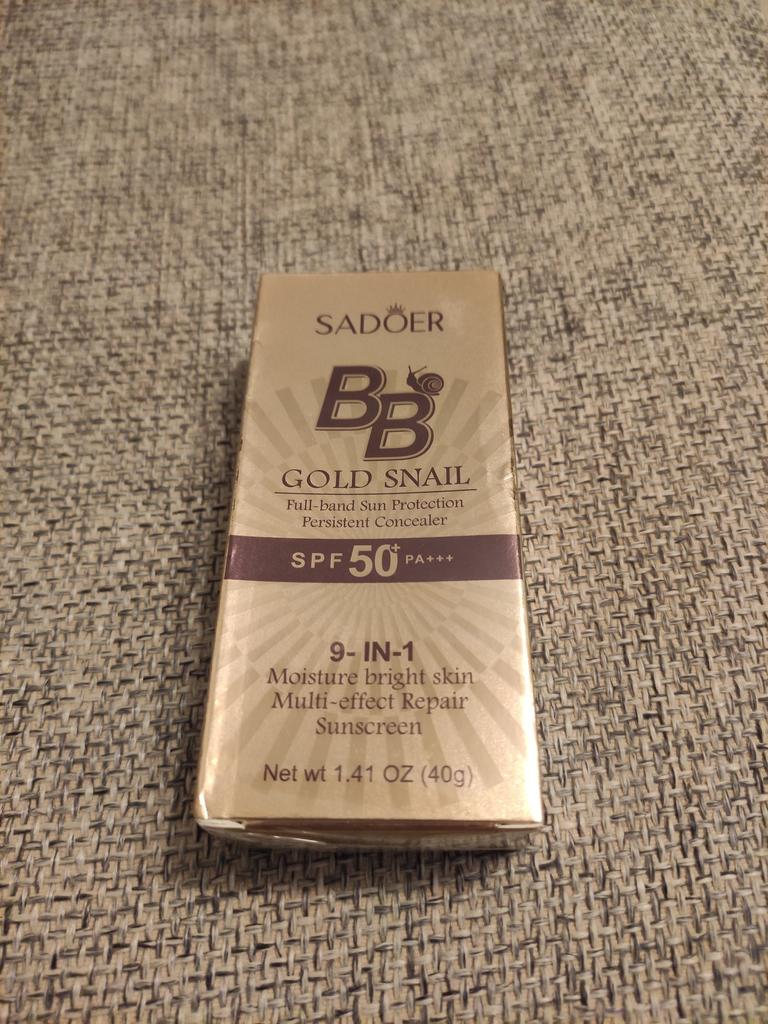 SADOER
BB
GOLD SNAIL
Full-band Sun Protection
Persistent Concealer
SPF 50+ PA+++
9- IN-1
Moisture bright skin
Multi-effect Repair
Sunscreen
Net wt 1.41 OZ (40g)